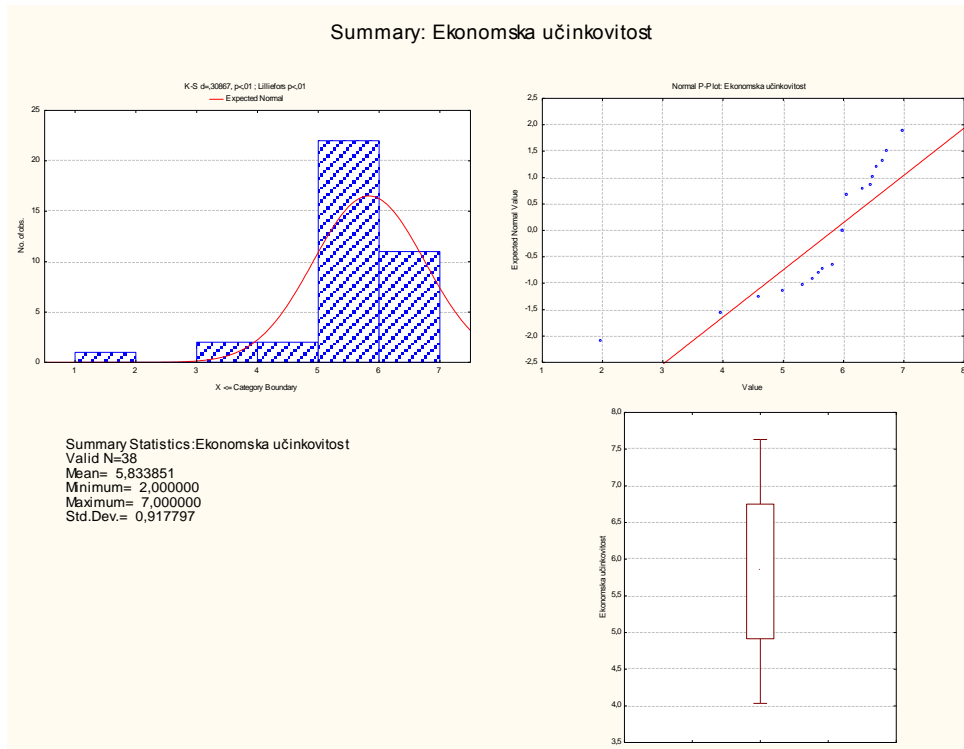 Summary: Ekonomska učinkovitost
K-S d=,30867, p<,01 ; Lilliefors p<,01
Expected Normal
25
20
15
10
5
0
No. of obs.
1 2 3 4 5 6 7
X <= Category Boundary
Normal P-Plot: Ekonomska učinkovitost
2,5
2,0
1,5
1,0
0,5
0,0
-0,5
-1,0
-1,5
-2,0
-2,5
Expected Normal Value
1 2 3 4 5 6 7 8
Value
Summary Statistics:Ekonomska učinkovitost
Valid N=38
Mean= 5,833851
Minimum= 2,000000
Maximum= 7,000000
Std.Dev.= 0,917797
8,0
7,5
7,0
6,5
6,0
5,5
5,0
4,5
4,0
3,5
Ekonomska učinkovitost